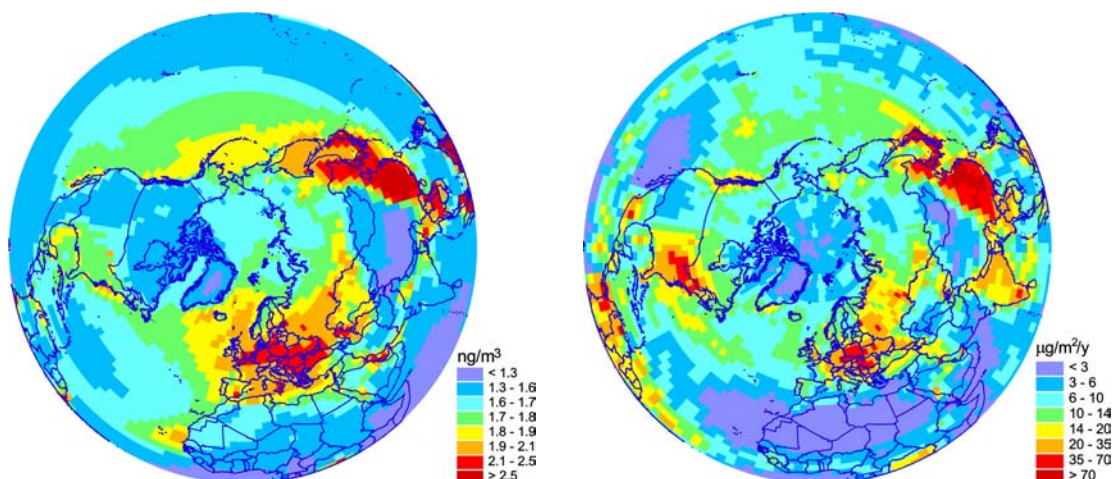 ng/m³
< 1.3
1.3 - 1.6
1.6 - 1.7
1.7 - 1.8
1.8 - 1.9
1.9 - 2.1
2.1 - 2.5
> 2.5
µg/m²/y
< 3
3 - 6
6 - 10
10 - 14
14 - 20
20 - 35
35 - 70
> 70